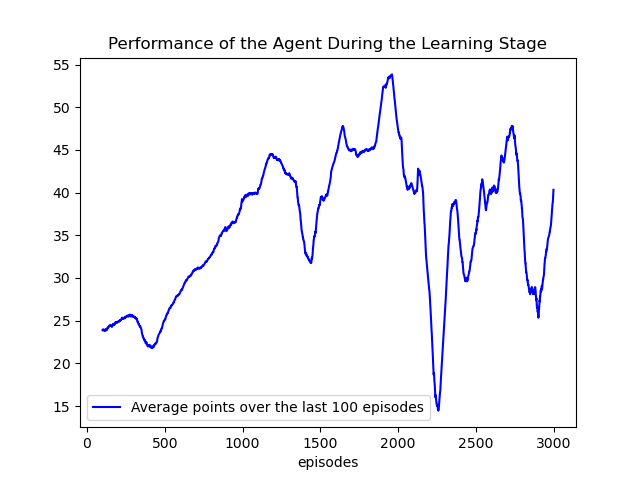 Performance of the Agent During the Learning Stage
55
50
45
40
35
30
25
20
15
Average points over the last 100 episodes
0 500 1000 1500 2000 2500 3000
episodes